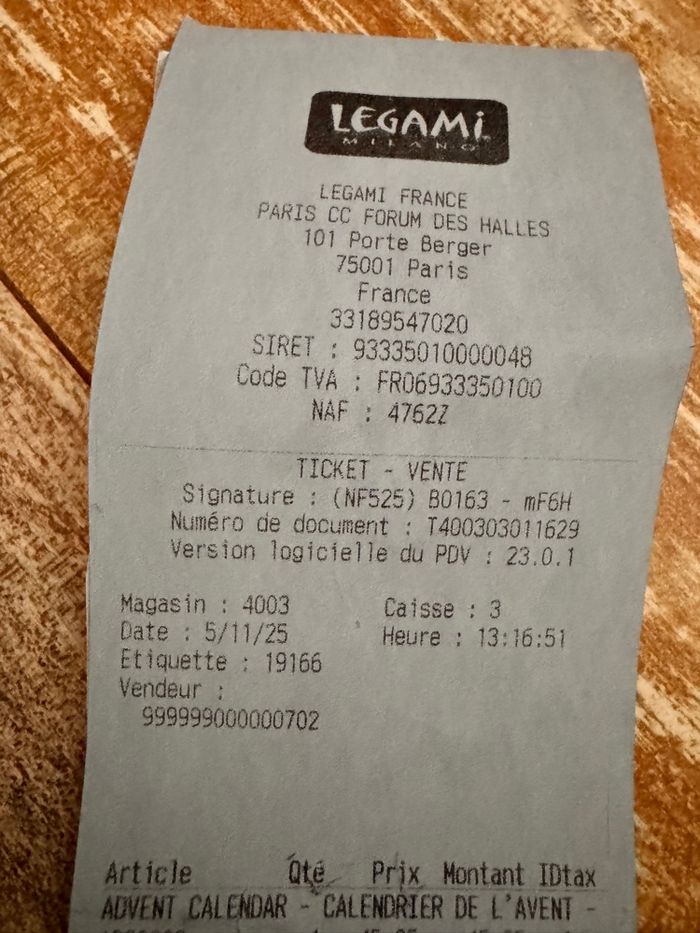 LEGAMI
MILANO
LEGAMI FRANCE
PARIS CC FORUM DES HALLES
101 Porte Berger
75001 Paris
France
33189547020
SIRET : 93335010000048
Code TVA : FR06933350100
NAF : 4762Z
TICKET - VENTE
Signature : (NF525) B0163 - mF6H
Numéro de document : T400303011629
Version logicielle du PDV : 23.0.1
Magasin : 4003 Caisse : 3
Date : 5/11/25 Heure : 13:16:51
Etiquette : 19166
Vendeur :
999999000000702
Article Qté Prix Montant IDtax
ADVENT CALENDAR - CALENDRIER DE L'AVENT -